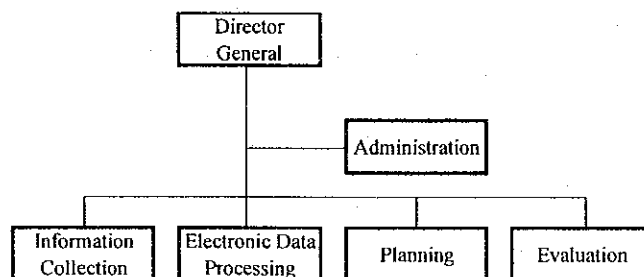 Director
General
Administration
Information
Collection
Electronic Data
Processing
Planning
Evaluation